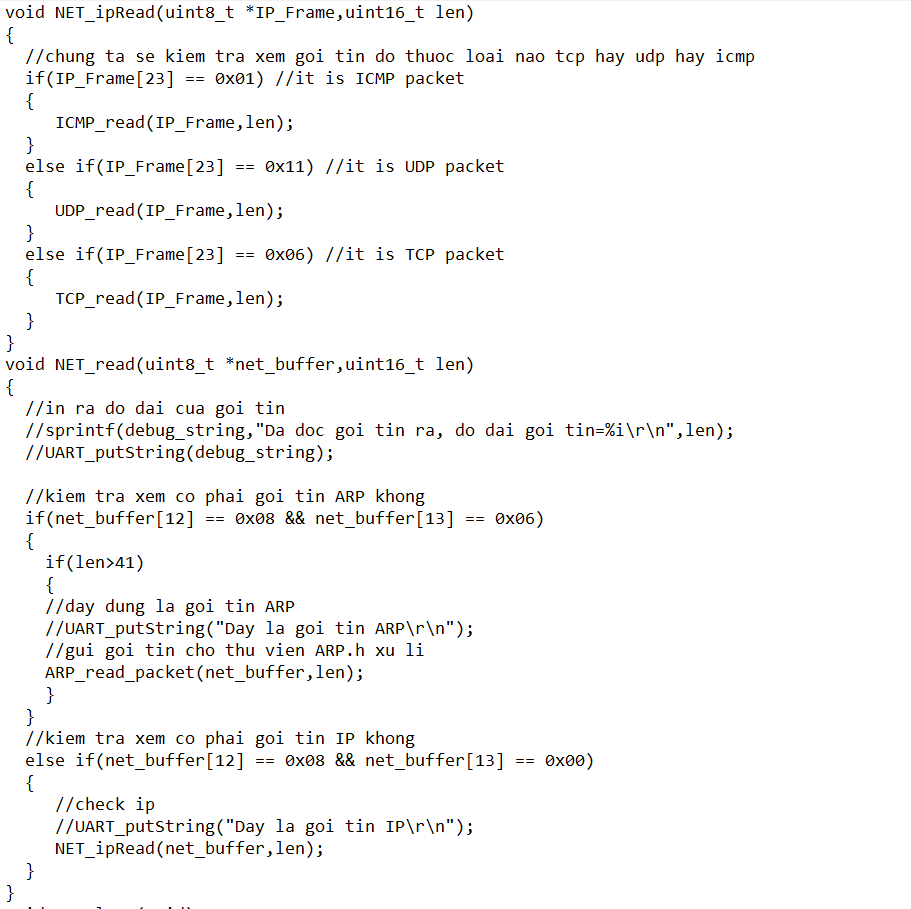 void NET_ipRead(uint8_t *IP_Frame,uint16_t len)
{
  //chung ta se kiem tra xem goi tin do thuoc loai nao tcp hay udp hay icmp
  if(IP_Frame[23] == 0x01) //it is ICMP packet
  {
     ICMP_read(IP_Frame,len);
  }
  else if(IP_Frame[23] == 0x11) //it is UDP packet
  {
     UDP_read(IP_Frame,len);
  }
  else if(IP_Frame[23] == 0x06) //it is TCP packet
  {
     TCP_read(IP_Frame,len);
  }
}
void NET_read(uint8_t *net_buffer,uint16_t len)
{
  //in ra do dai cua goi tin
  //sprintf(debug_string,"Da doc goi tin ra, do dai goi tin=%i\r\n",len);
  //UART_putString(debug_string);

  //kiem tra xem co phai goi tin ARP khong
  if(net_buffer[12] == 0x08 && net_buffer[13] == 0x06)
  {
    if(len>41)
    {
    //day dung la goi tin ARP
    //UART_putString("Day la goi tin ARP\r\n");
    //gui goi tin cho thu vien ARP.h xu li
    ARP_read_packet(net_buffer,len);
    }
  }
  //kiem tra xem co phai goi tin IP khong
  else if(net_buffer[12] == 0x08 && net_buffer[13] == 0x00)
  {
     //check ip
     //UART_putString("Day la goi tin IP\r\n");
     NET_ipRead(net_buffer,len);
  }
}